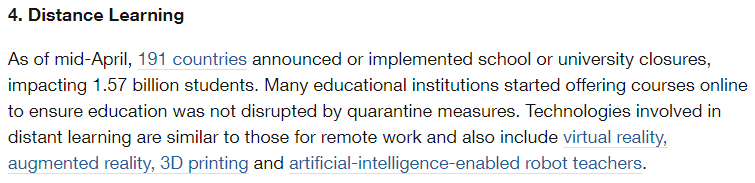 4. Distance Learning
As of mid-April, 191 countries announced or implemented school or university closures,
impacting 1.57 billion students. Many educational institutions started offering courses online
to ensure education was not disrupted by quarantine measures. Technologies involved in
distant learning are similar to those for remote work and also include virtual reality,
augmented reality, 3D printing and artificial-intelligence-enabled robot teachers.